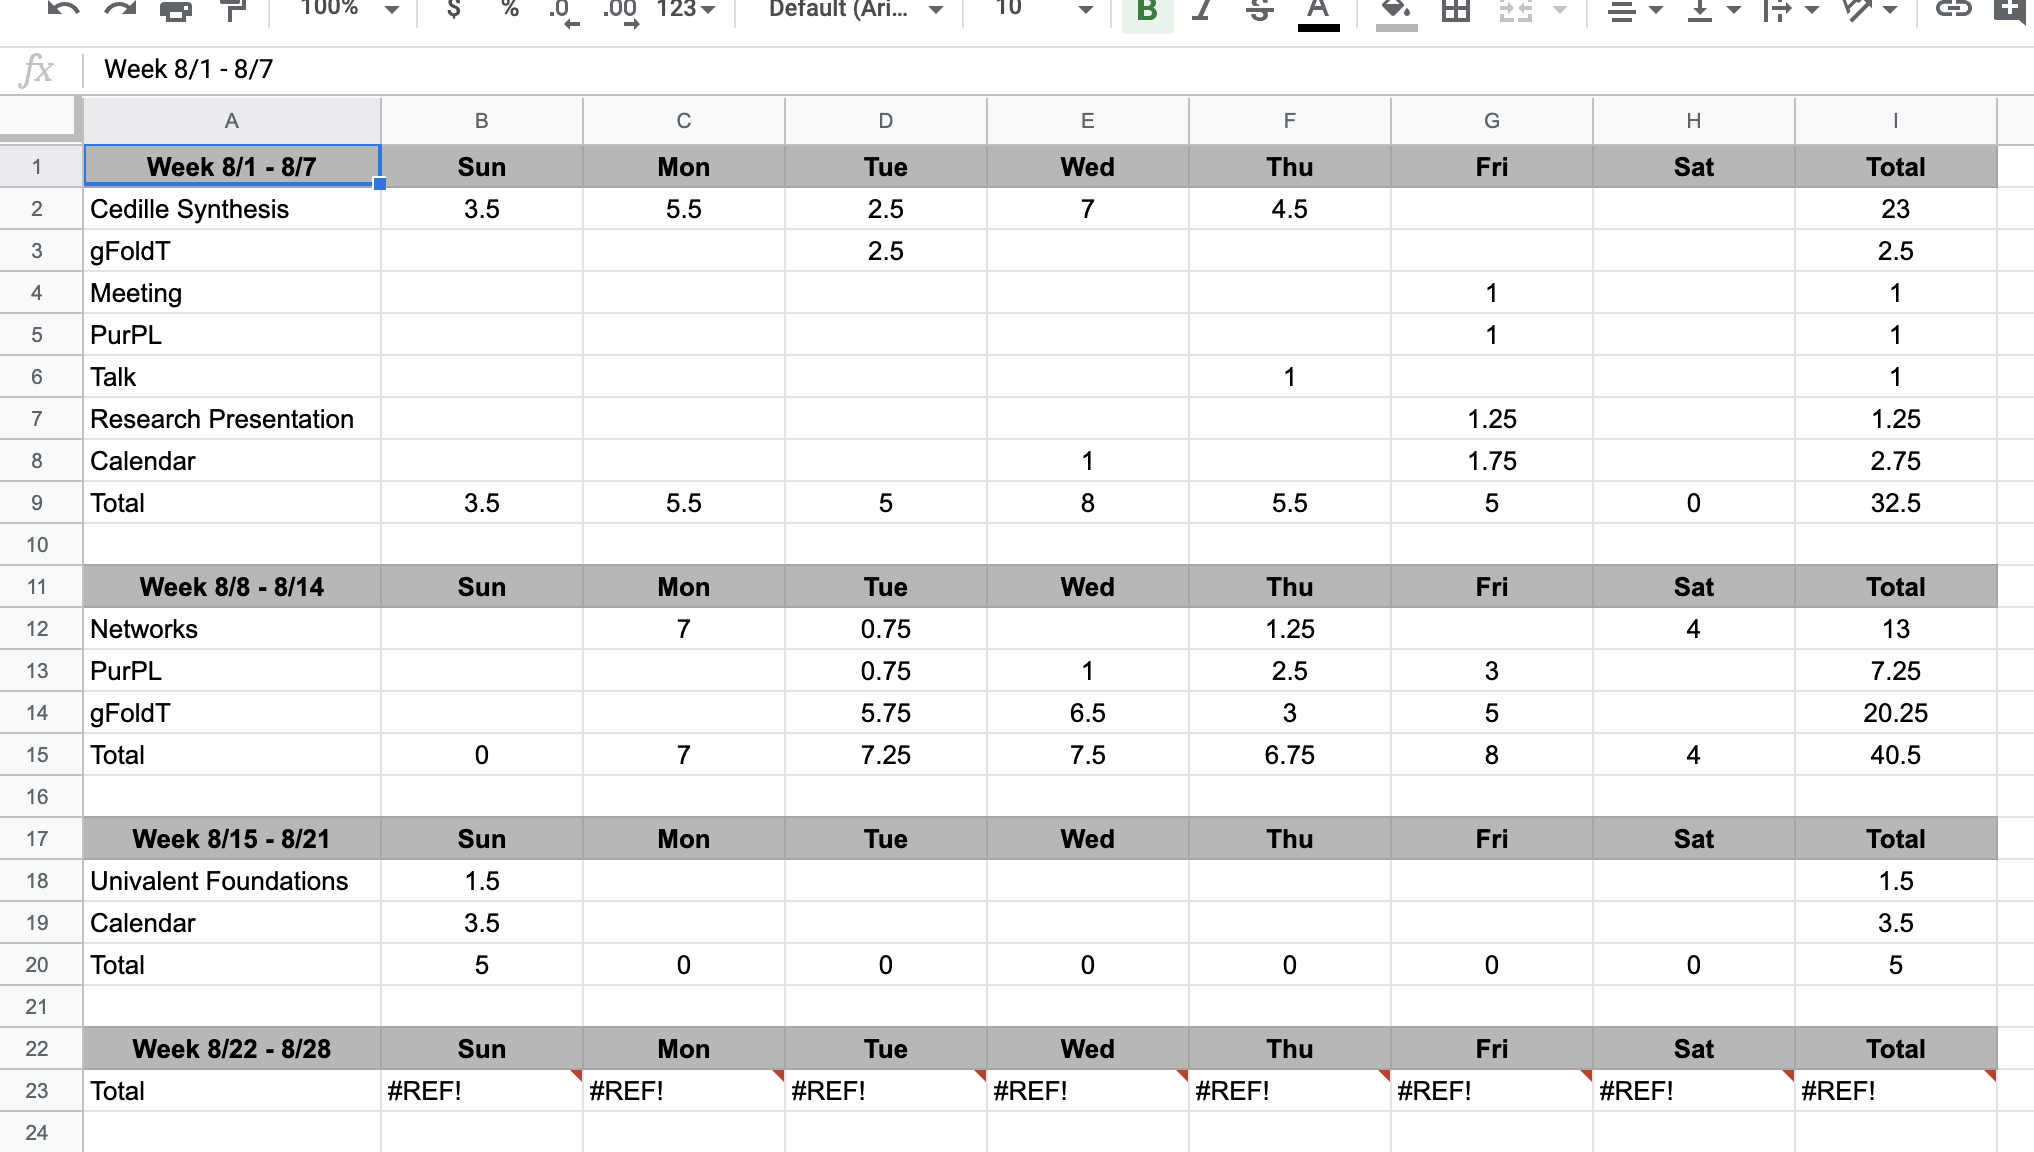 100% $ % .0 .00 123 Default (Ari... 10 B I S A
fx Week 8/1 - 8/7
A B C D E F G H I
1 Week 8/1 - 8/7 Sun Mon Tue Wed Thu Fri Sat Total
2 Cedille Synthesis 3.5 5.5 2.5 7 4.5 23
3 gFoldT 2.5 2.5
4 Meeting 1 1
5 PurPL 1 1
6 Talk 1 1
7 Research Presentation 1.25 1.25
8 Calendar 1 1.75 2.75
9 Total 3.5 5.5 5 8 5.5 5 0 32.5
10
11 Week 8/8 - 8/14 Sun Mon Tue Wed Thu Fri Sat Total
12 Networks 7 0.75 1.25 4 13
13 PurPL 0.75 1 2.5 3 7.25
14 gFoldT 5.75 6.5 3 5 20.25
15 Total 0 7 7.25 7.5 6.75 8 4 40.5
16
17 Week 8/15 - 8/21 Sun Mon Tue Wed Thu Fri Sat Total
18 Univalent Foundations 1.5 1.5
19 Calendar 3.5 3.5
20 Total 5 0 0 0 0 0 0 5
21
22 Week 8/22 - 8/28 Sun Mon Tue Wed Thu Fri Sat Total
23 Total #REF! #REF! #REF! #REF! #REF! #REF! #REF! #REF!
24